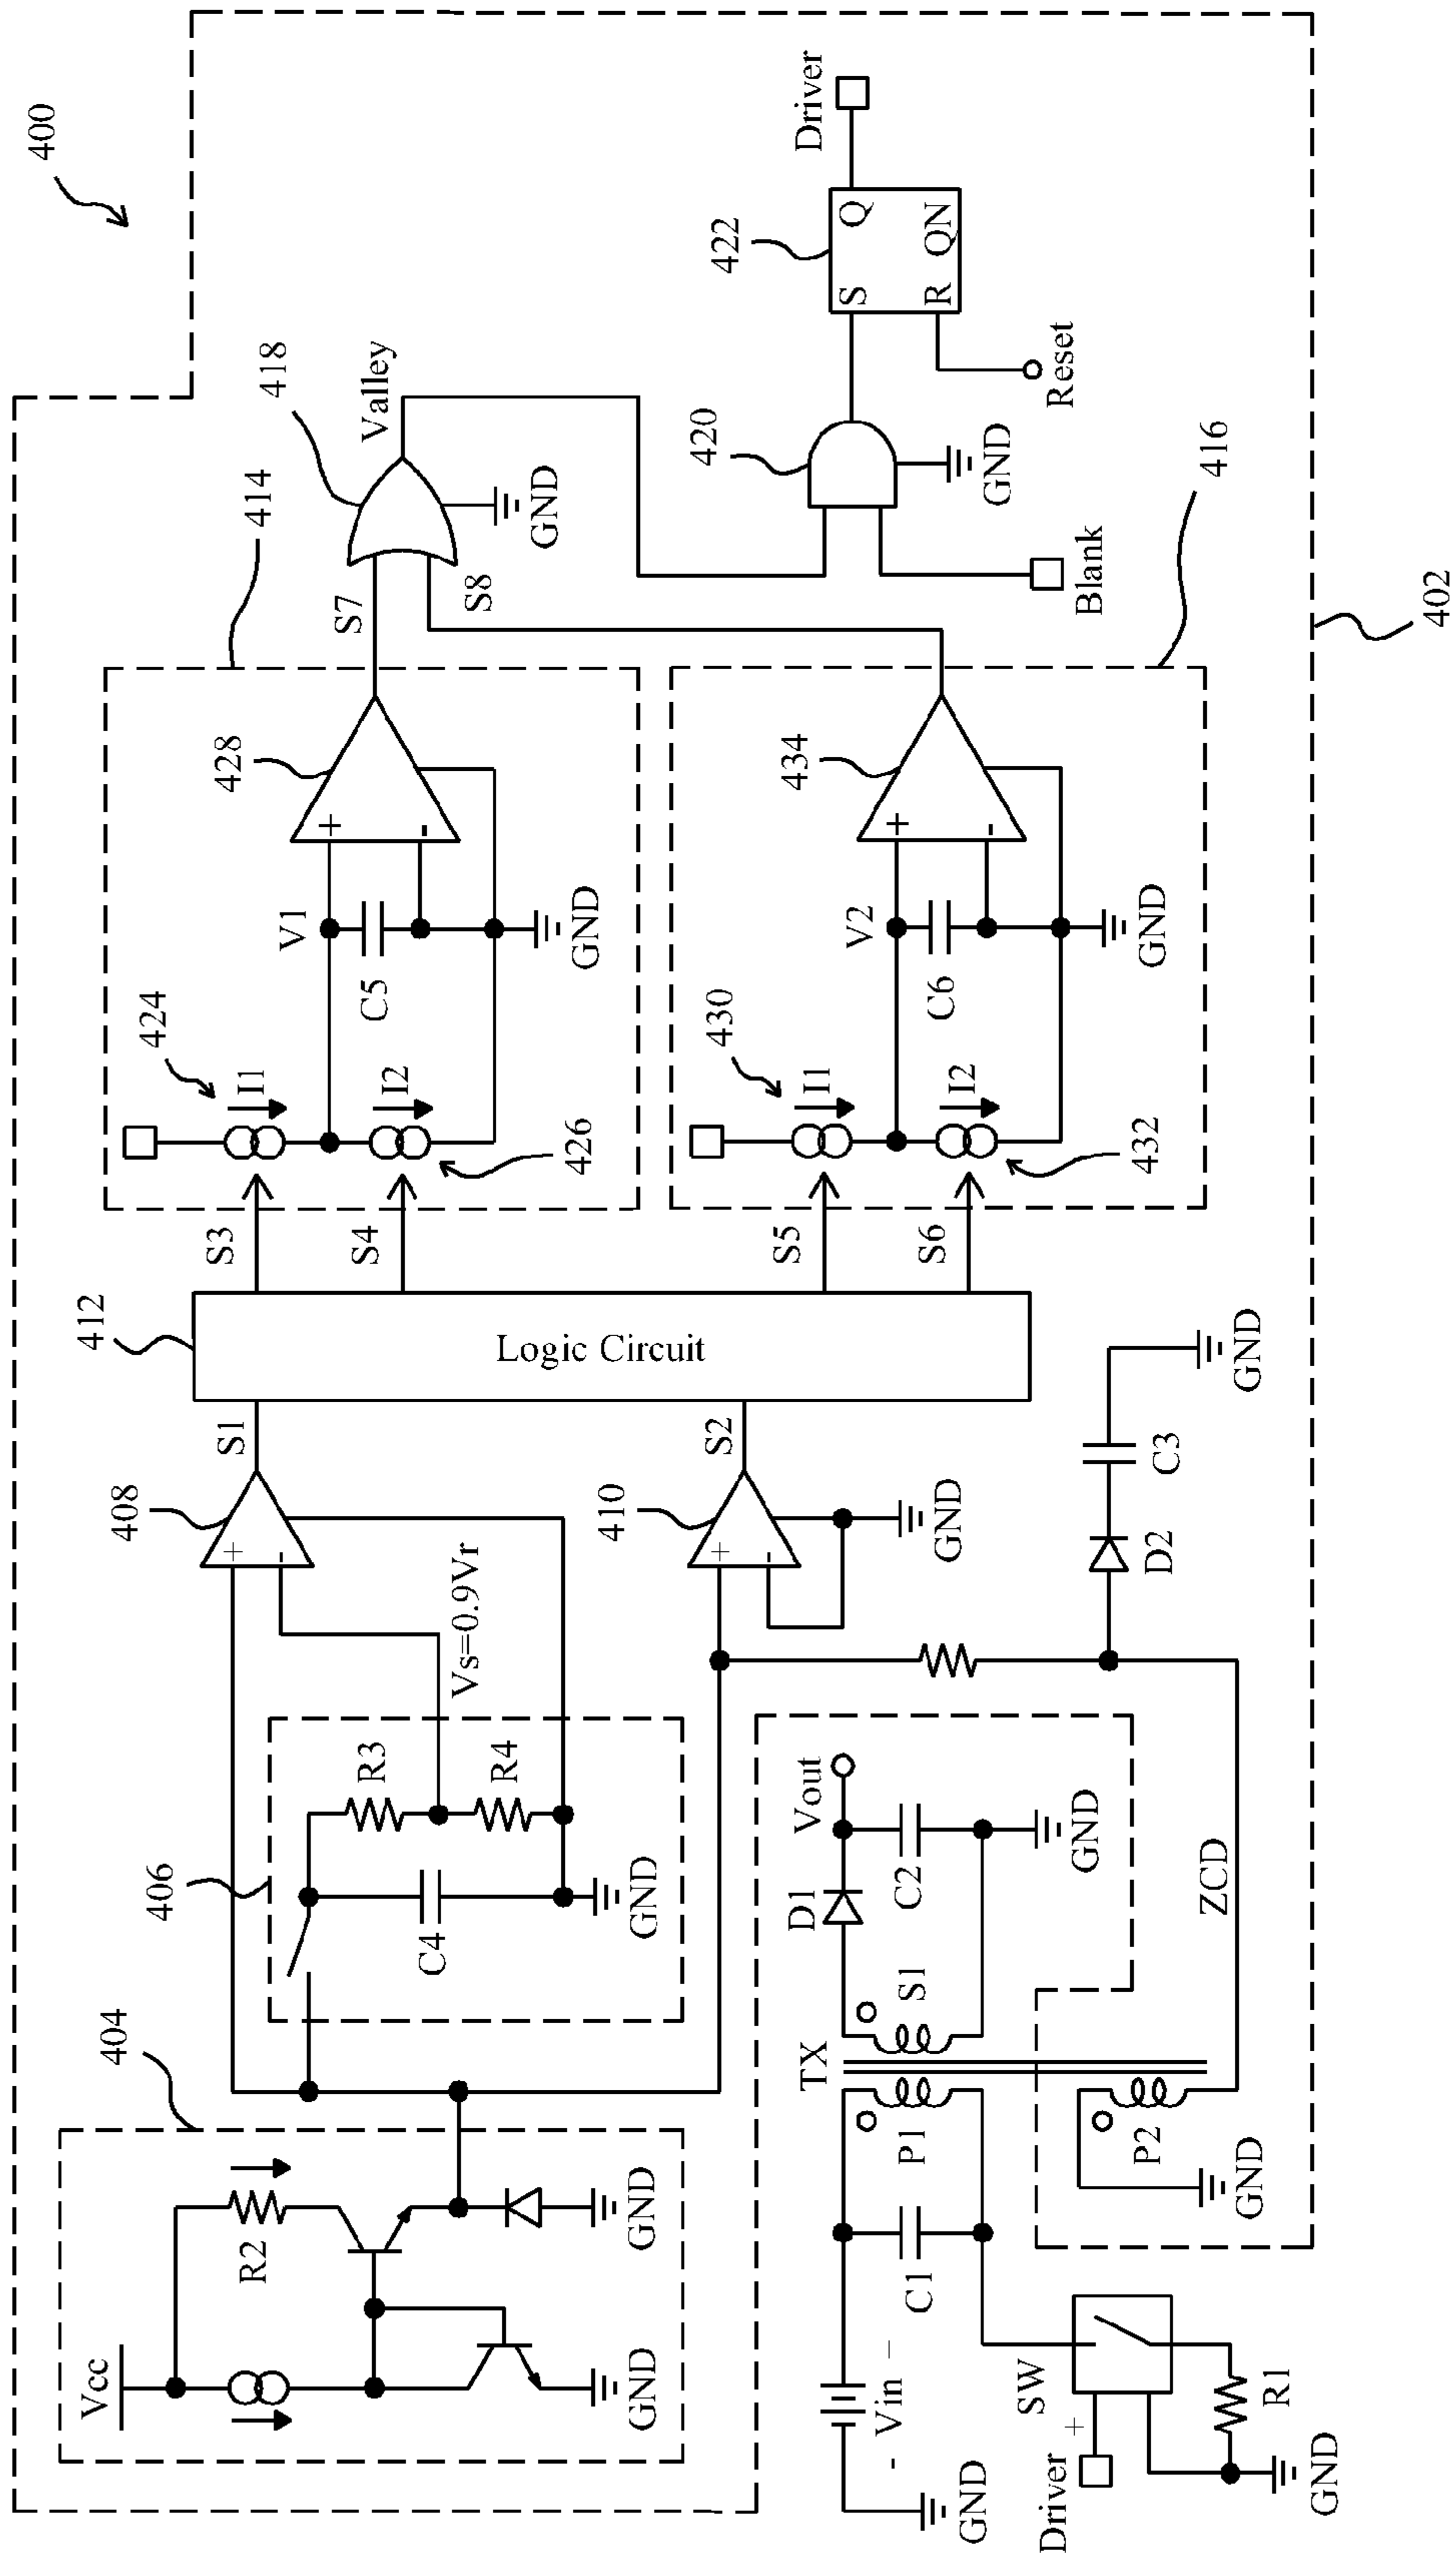 400
Driver
422
S
Q
R
QN
Reset
Valley
418
414
GND
S7
S8
420
GND
Blank
416
402
428
+
-
V1
C5
GND
424
I1
I2
426
434
+
-
V2
C6
GND
430
I1
I2
432
S3
S4
S5
S6
412
Logic Circuit
S1
S2
408
+
-
410
+
-
GND
Vs=0.9Vr
C3
GND
D2
406
R3
R4
C4
GND
Vout
D1
C2
GND
S1
ZCD
404
TX
P1
P2
GND
Vcc
R2
GND
GND
C1
- Vin -
GND
SW
+
Driver
R1
GND